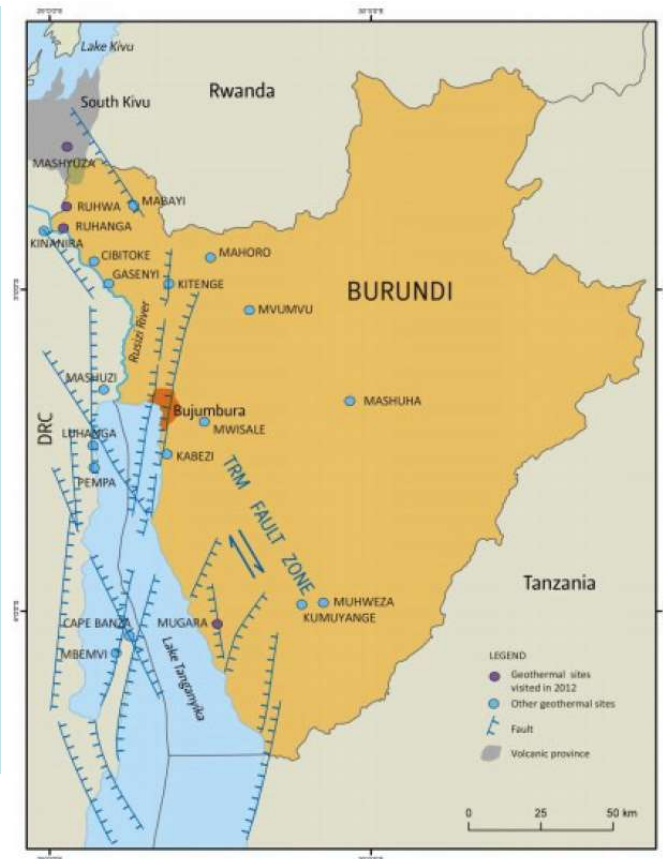 Lake Kivu
South Kivu
Rwanda
MASHYUZA
RUHWA
MABAYI
RUHANGA
KINANIRA
CIBITOKE
MAHORO
GASENYI
KITENGE
BURUNDI
MVUMVU
Rusizi River
MASHUZI
MASHUHA
Bujumbura
MWISALE
DRC
LUHANGA
KABEZI
PEMPA
TRM FAULT ZONE
Tanzania
MUHWEZA
KUMUYANGE
CAPE BANZA
MUGARA
MBEMVI
Lake Tanganyika
LEGEND
Geothermal sites
visited in 2012
Other geothermal sites
Fault
Volcanic province
0 25 50 km